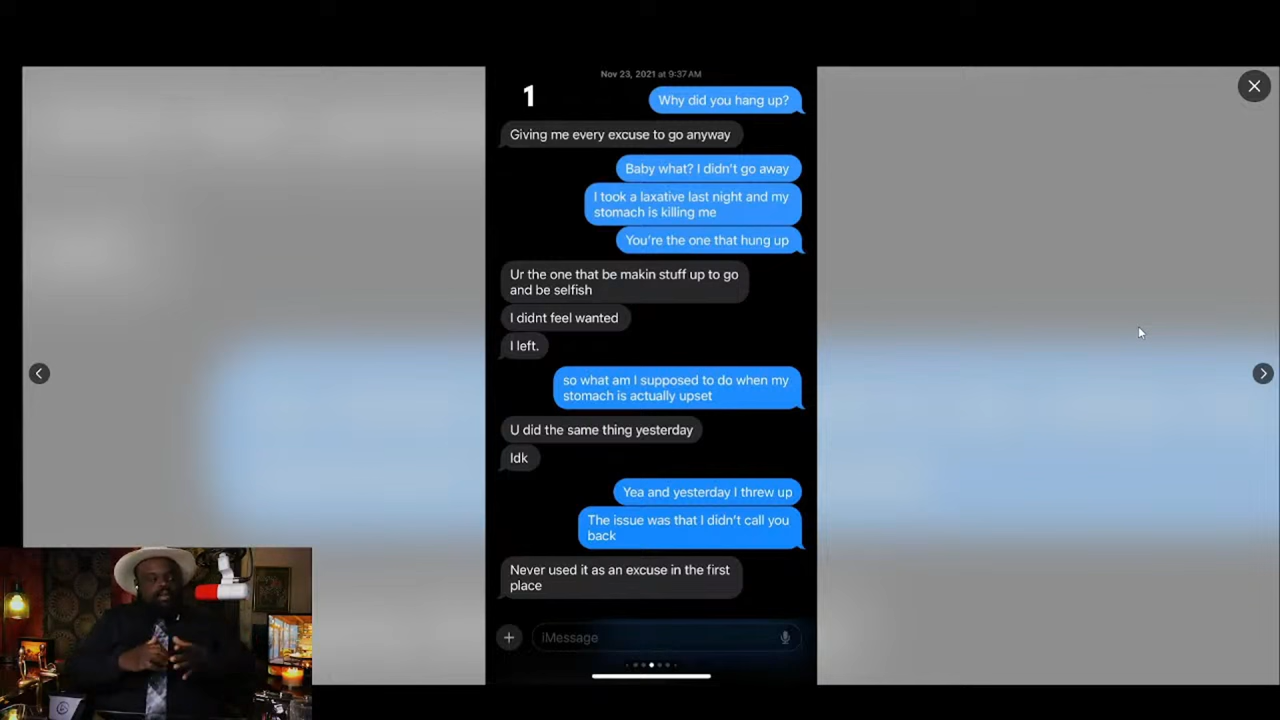 Nov 23, 2021 at 9:37 AM
1
Why did you hang up?
Giving me every excuse to go anyway
Baby what? I didn't go away
I took a laxative last night and my
stomach is killing me
You're the one that hung up
Ur the one that be makin stuff up to go
and be selfish
I didnt feel wanted
I left.
so what am I supposed to do when my
stomach is actually upset
U did the same thing yesterday
Idk
Yea and yesterday I threw up
The issue was that I didn't call you
back
Never used it as an excuse in the first
place
iMessage